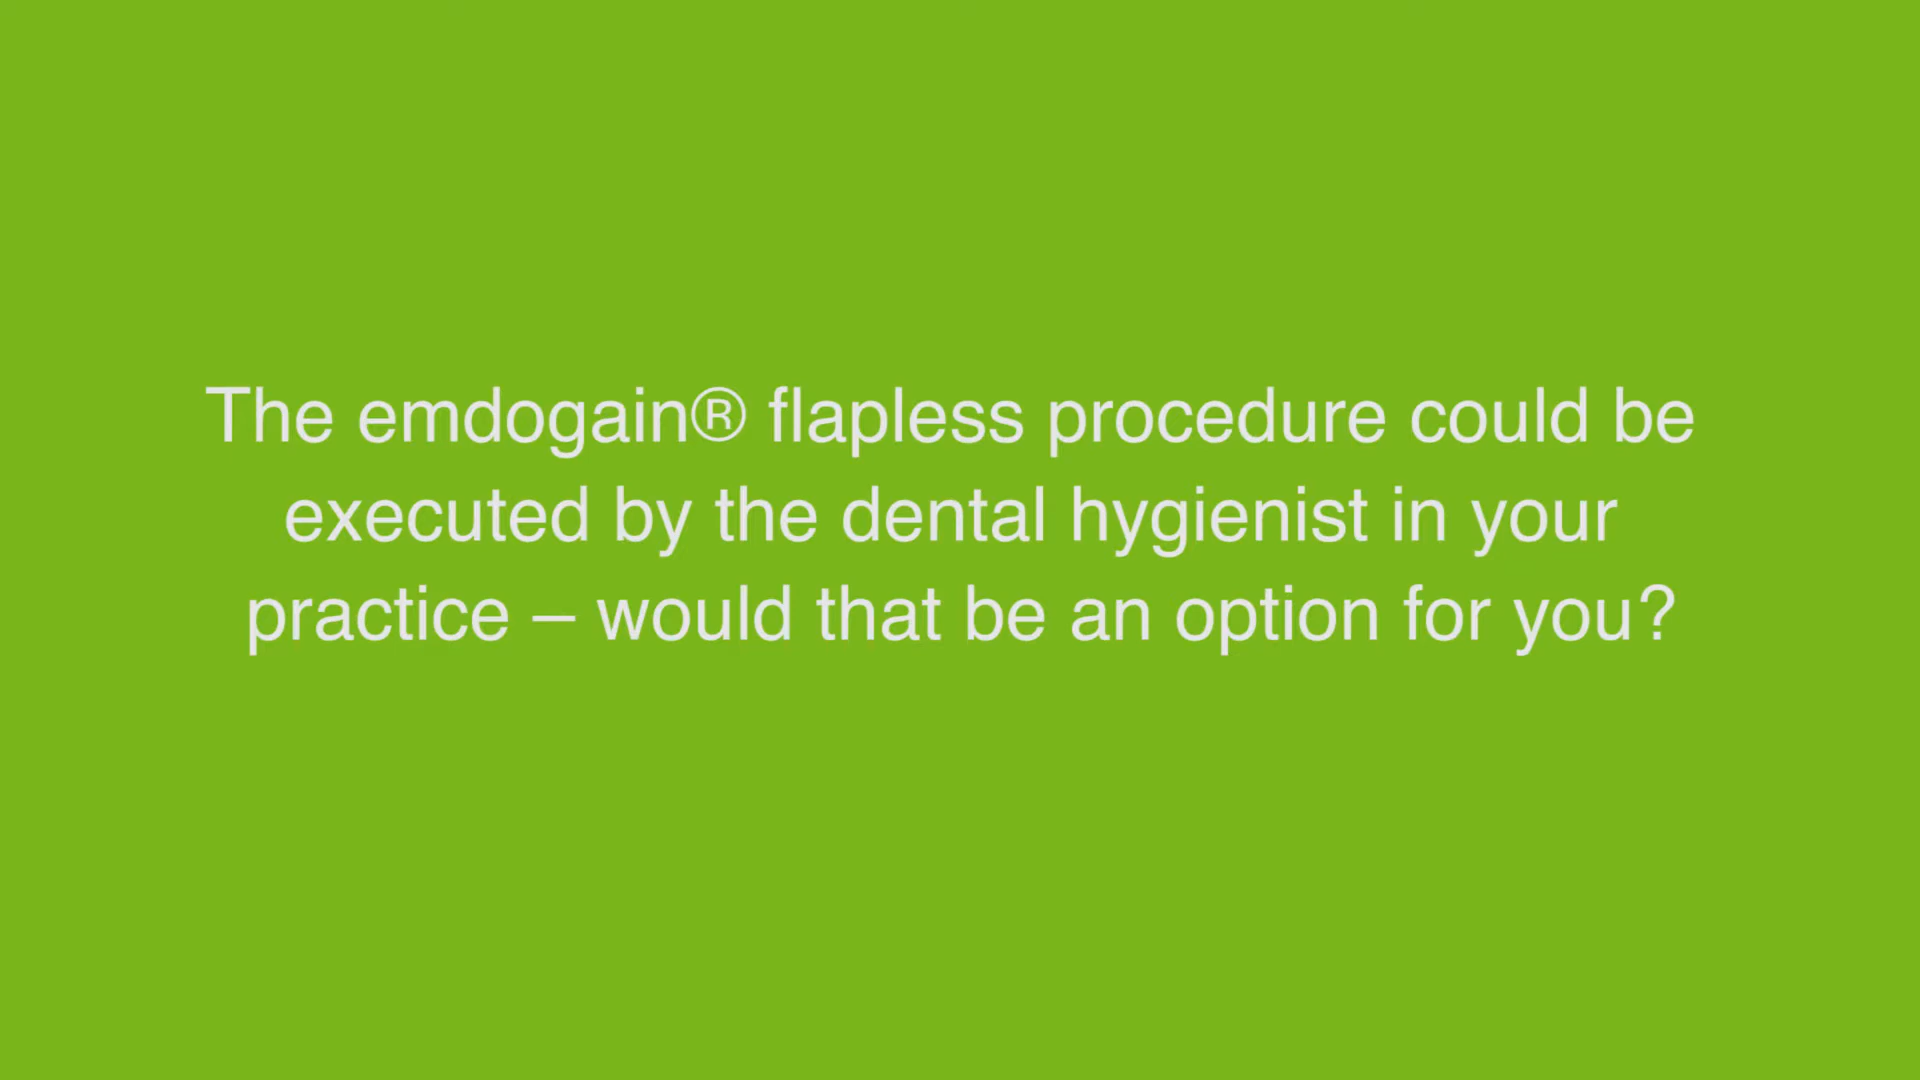 The emdogain® flapless procedure could be
executed by the dental hygienist in your
practice – would that be an option for you?